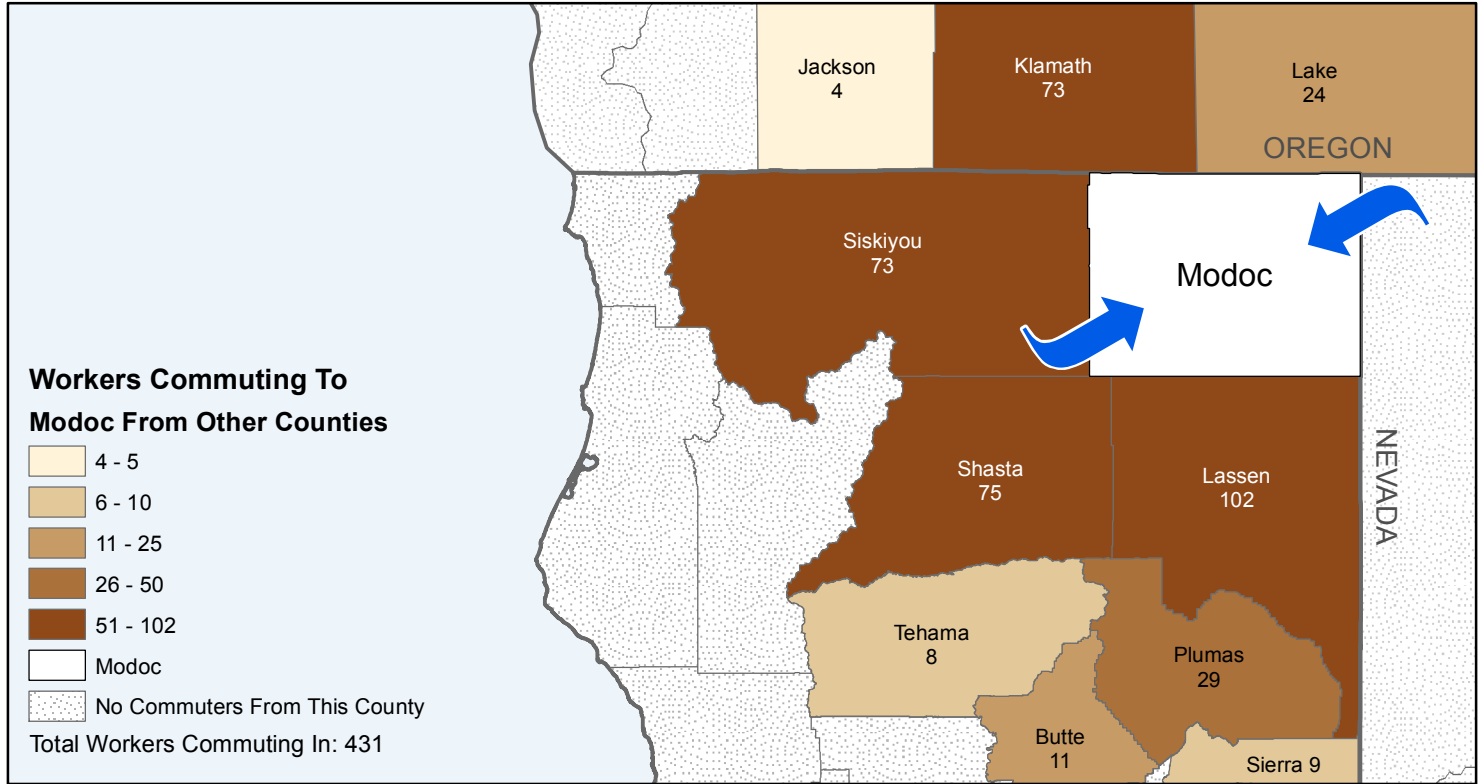 Jackson
4
Klamath
73
Lake
24
OREGON
Siskiyou
73
Modoc
NEVADA
Shasta
75
Lassen
102
Tehama
8
Plumas
29
Butte
11
Sierra 9
Workers Commuting To
Modoc From Other Counties
4 - 5
6 - 10
11 - 25
26 - 50
51 - 102
Modoc
No Commuters From This County
Total Workers Commuting In: 431